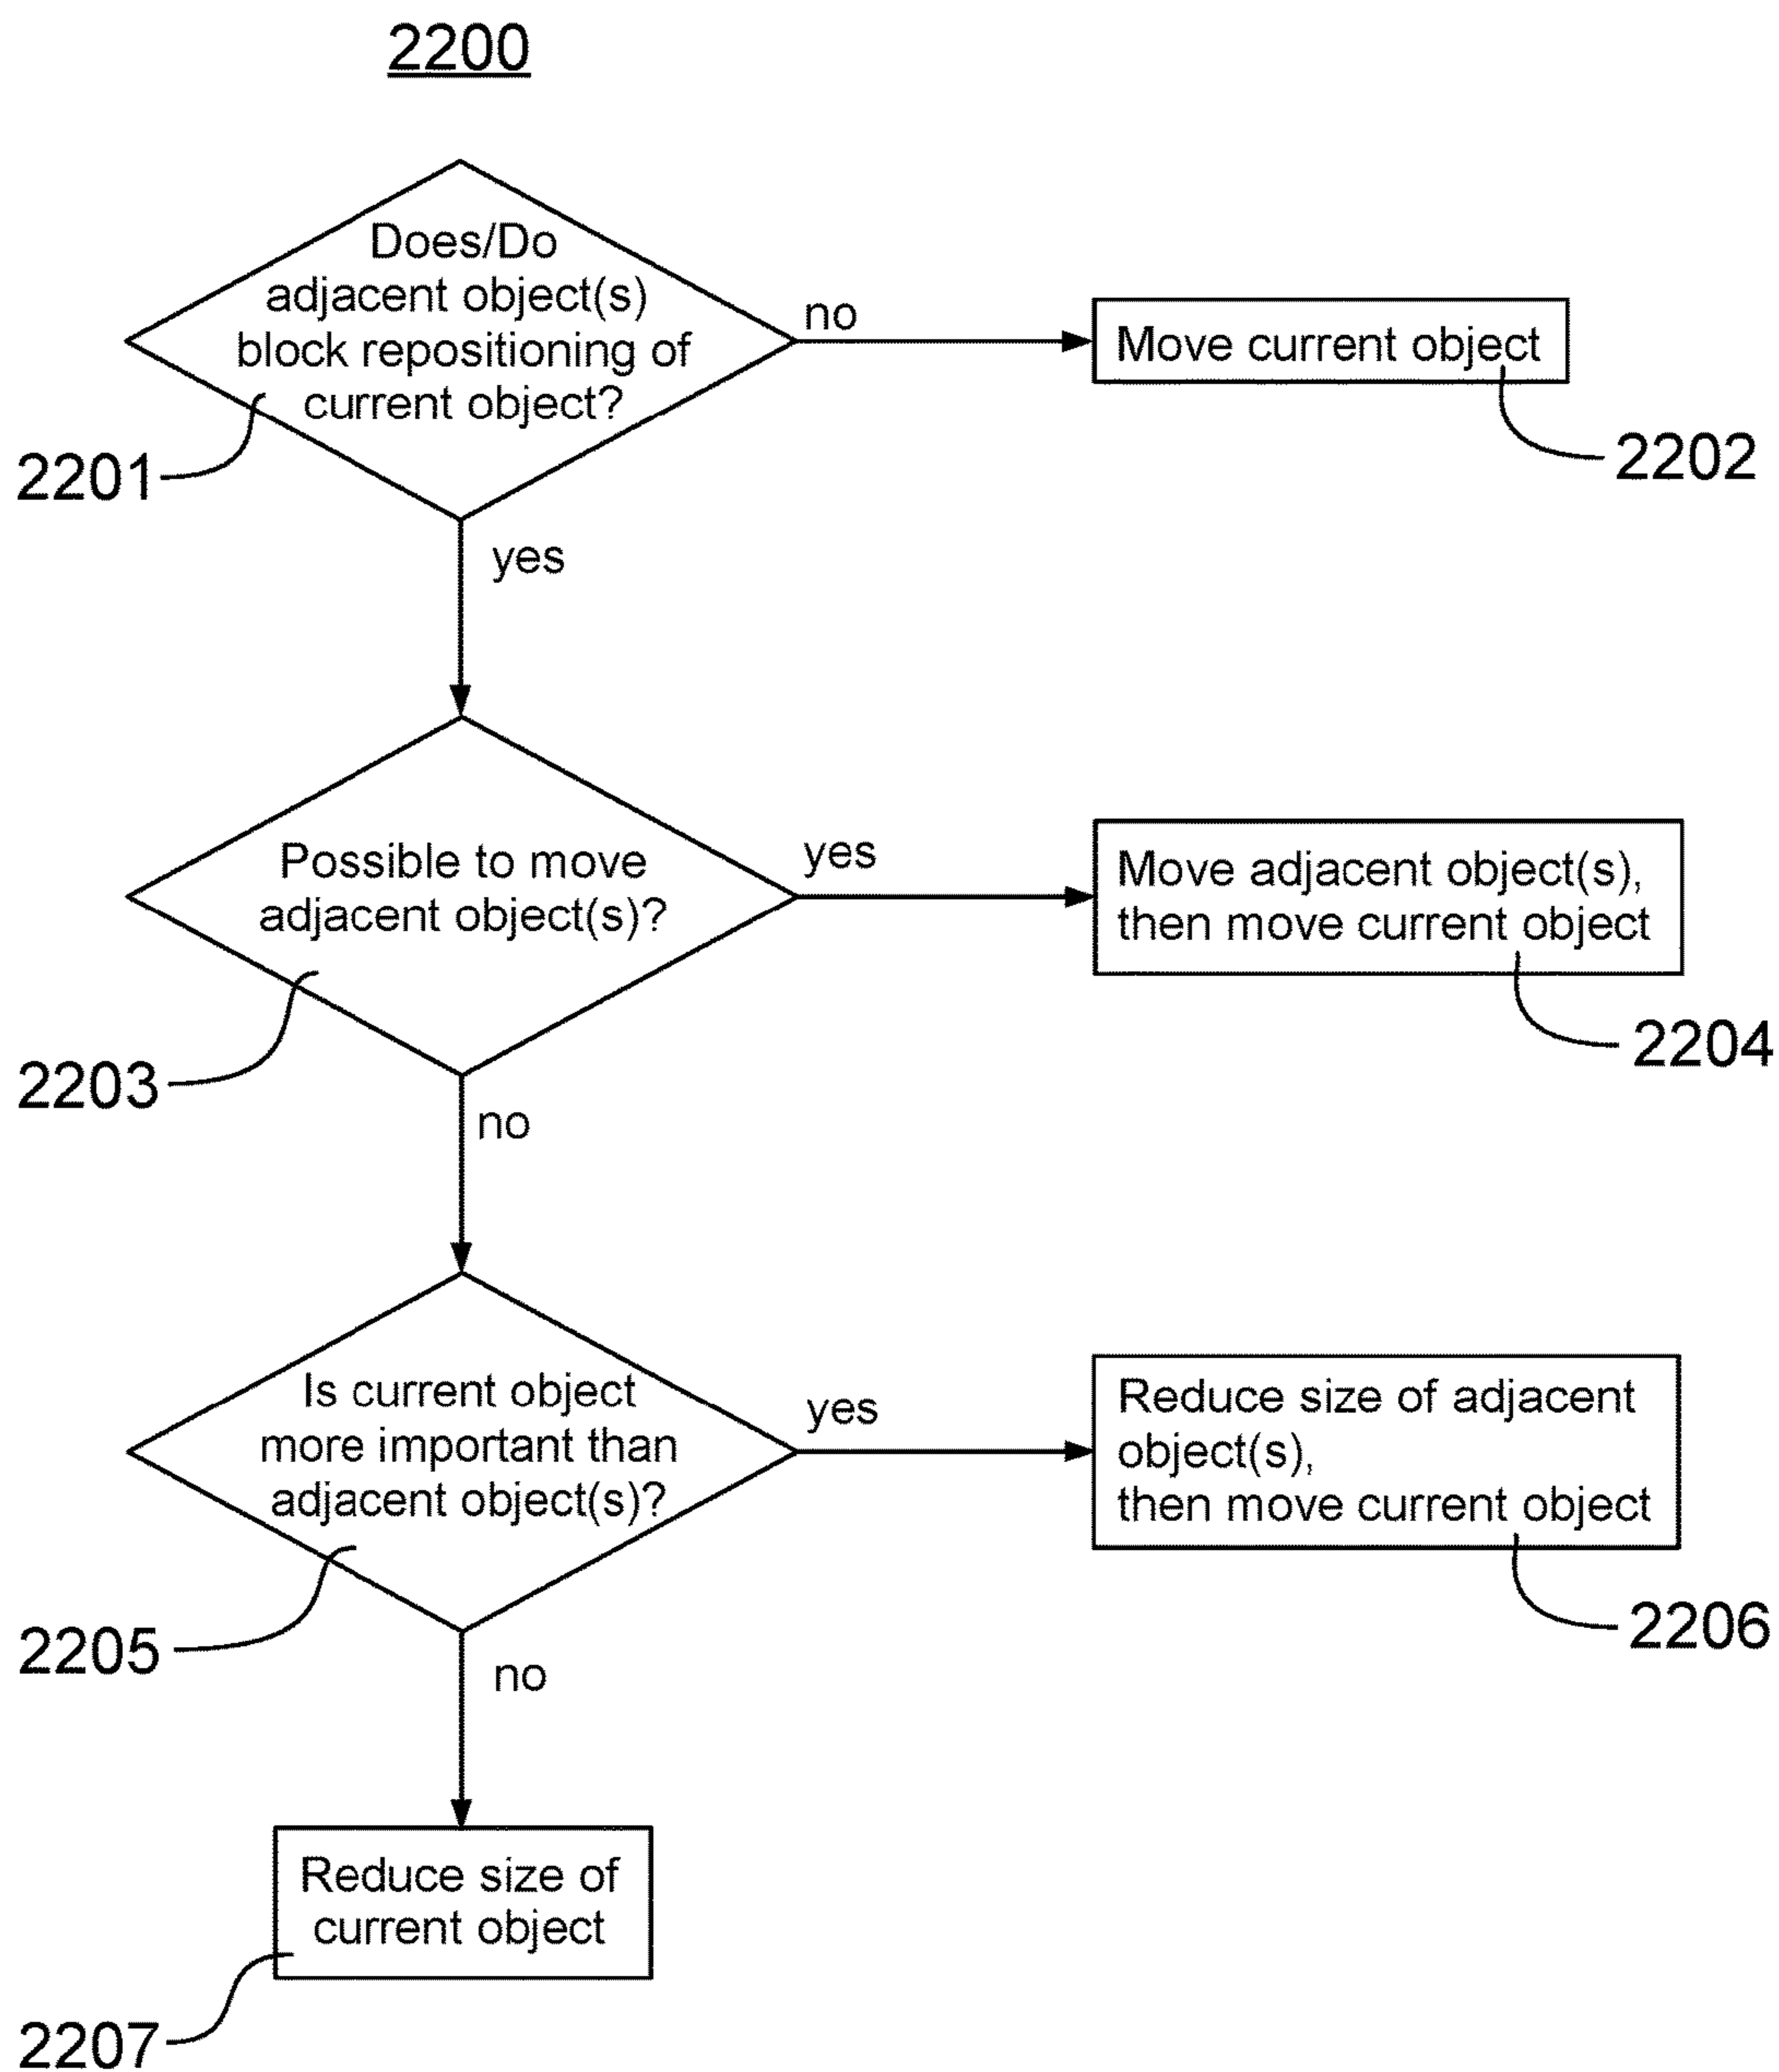 2200
Does/Do
adjacent object(s)
block repositioning of
current object?
no
Move current object
2201
2202
yes
Possible to move
adjacent object(s)?
yes
Move adjacent object(s),
then move current object
2203
2204
no
Is current object
more important than
adjacent object(s)?
yes
Reduce size of adjacent
object(s),
then move current object
2205
2206
no
Reduce size of
current object
2207